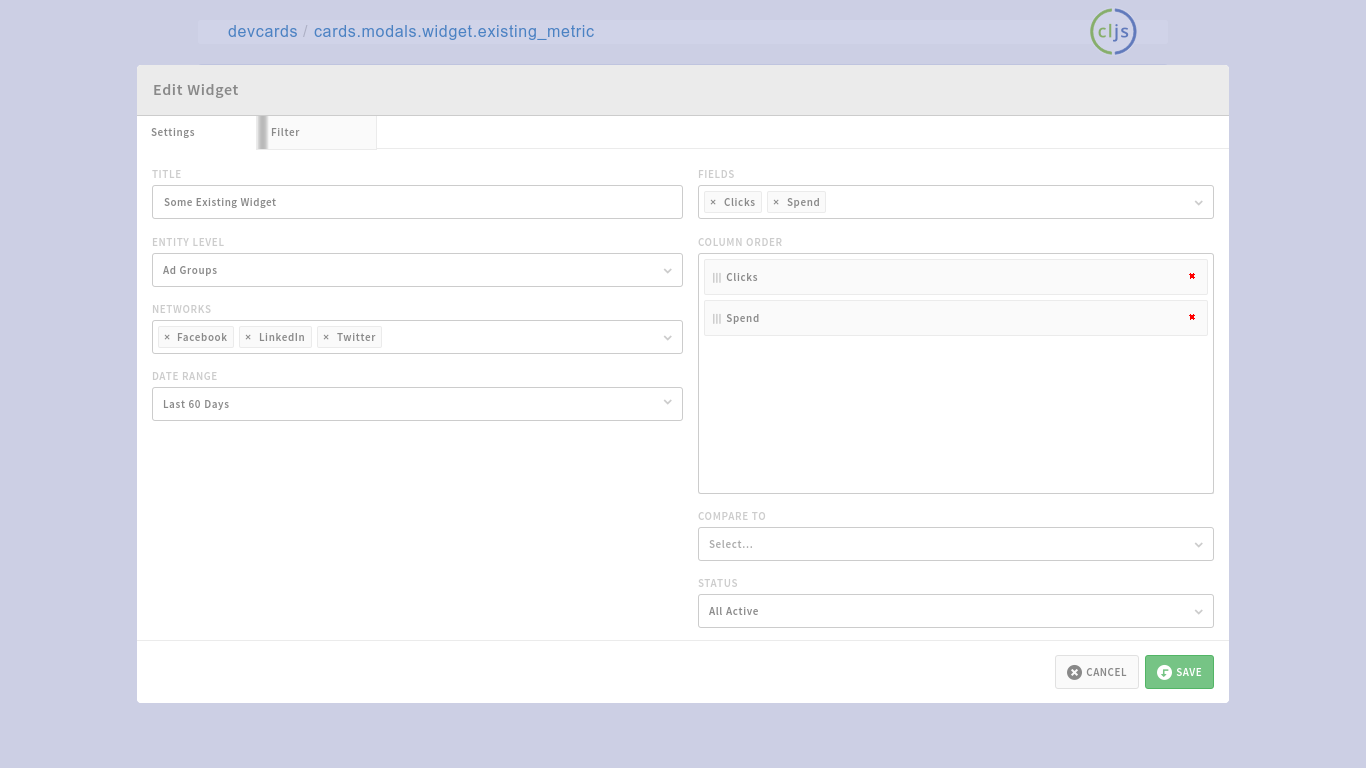 devcards / cards.modals.widget.existing_metric
cljs
Edit Widget
Settings
Filter
TITLE
Some Existing Widget
ENTITY LEVEL
Ad Groups
NETWORKS
× Facebook × LinkedIn × Twitter
DATE RANGE
Last 60 Days
FIELDS
× Clicks × Spend
COLUMN ORDER
Clicks
Spend
COMPARE TO
Select...
STATUS
All Active
CANCEL
SAVE